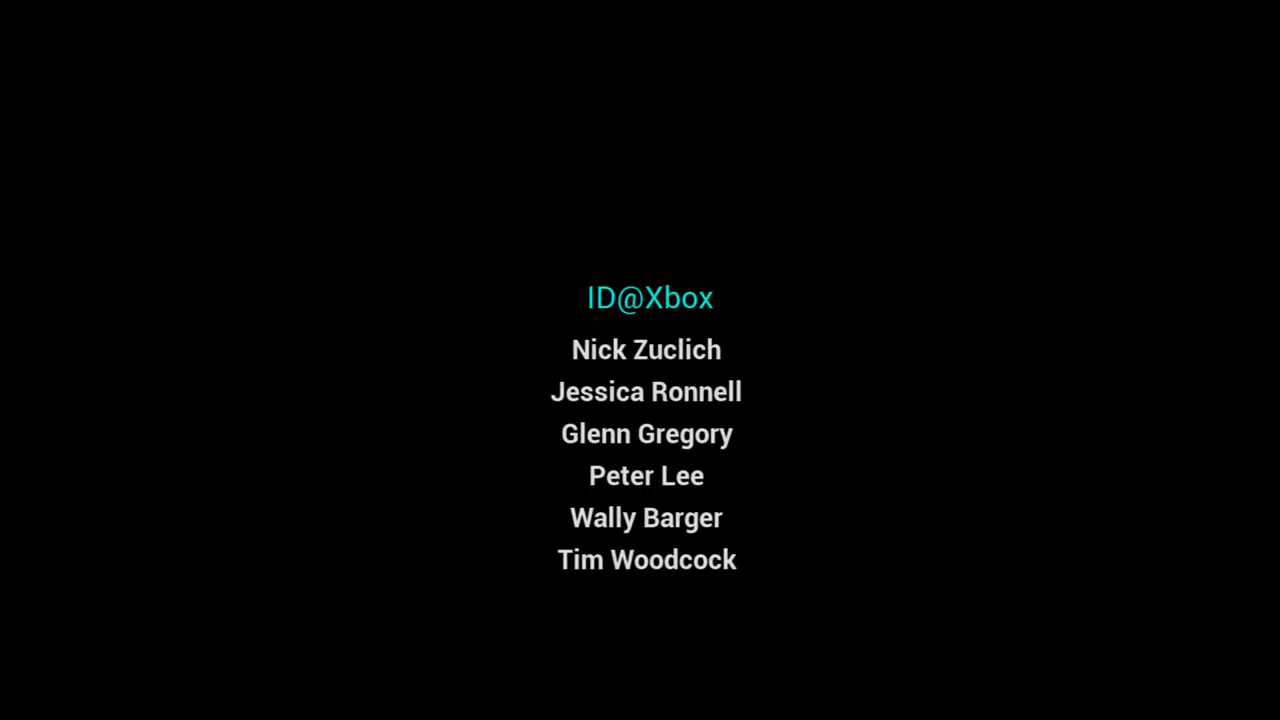 ID@Xbox
Nick Zuclich
Jessica Ronnell
Glenn Gregory
Peter Lee
Wally Barger
Tim Woodcock